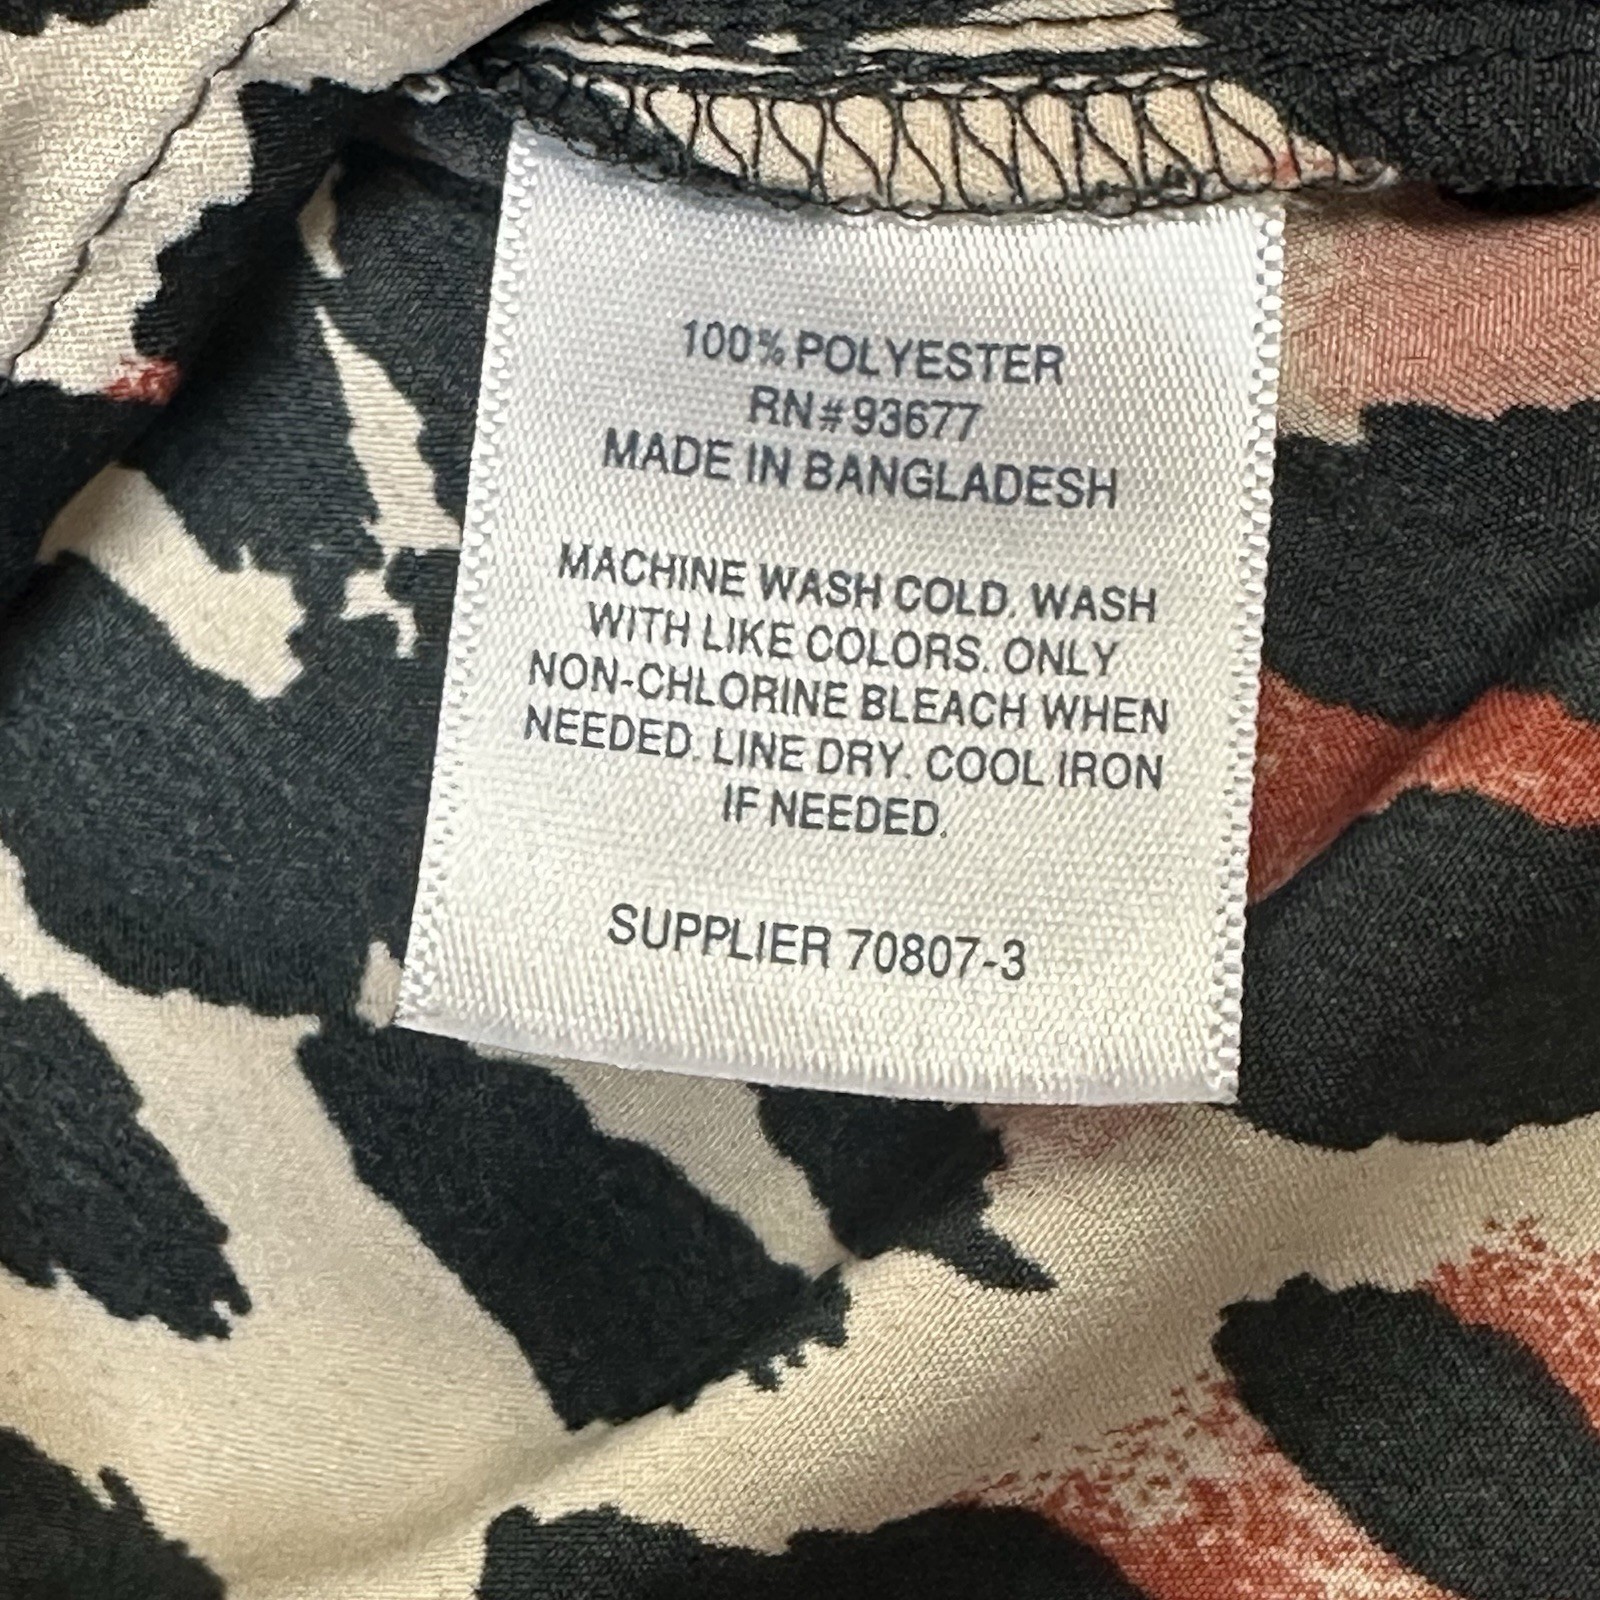 100% POLYESTER
RN#93677
MADE IN BANGLADESH
MACHINE WASH COLD. WASH
WITH LIKE COLORS. ONLY
NON-CHLORINE BLEACH WHEN
NEEDED. LINE DRY. COOL IRON
IF NEEDED.
SUPPLIER 70807-3